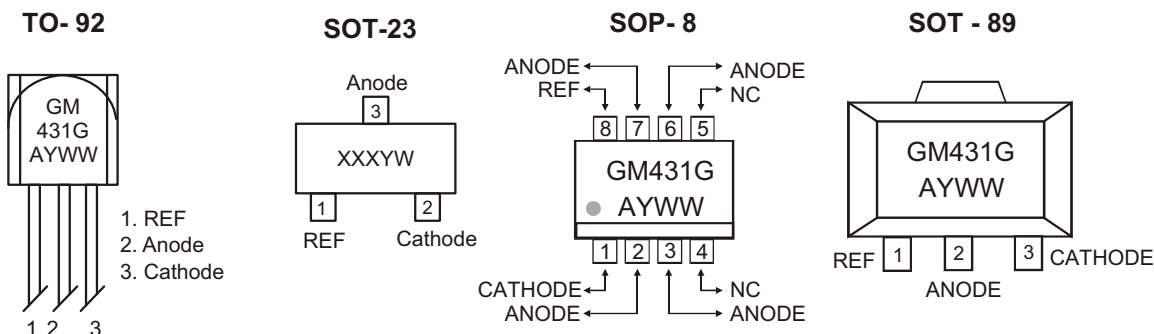 TO- 92
GM
431G
AYWW
1. REF
2. Anode
3. Cathode
1 2 3
SOT-23
Anode
3
XXXYW
1 2
REF Cathode
SOP- 8
ANODE ANODE
REF NC
8 7 6 5
GM431G
AYWW
1 2 3 4
CATHODE NC
ANODE ANODE
SOT - 89
GM431G
AYWW
REF 1 2 3 CATHODE
ANODE